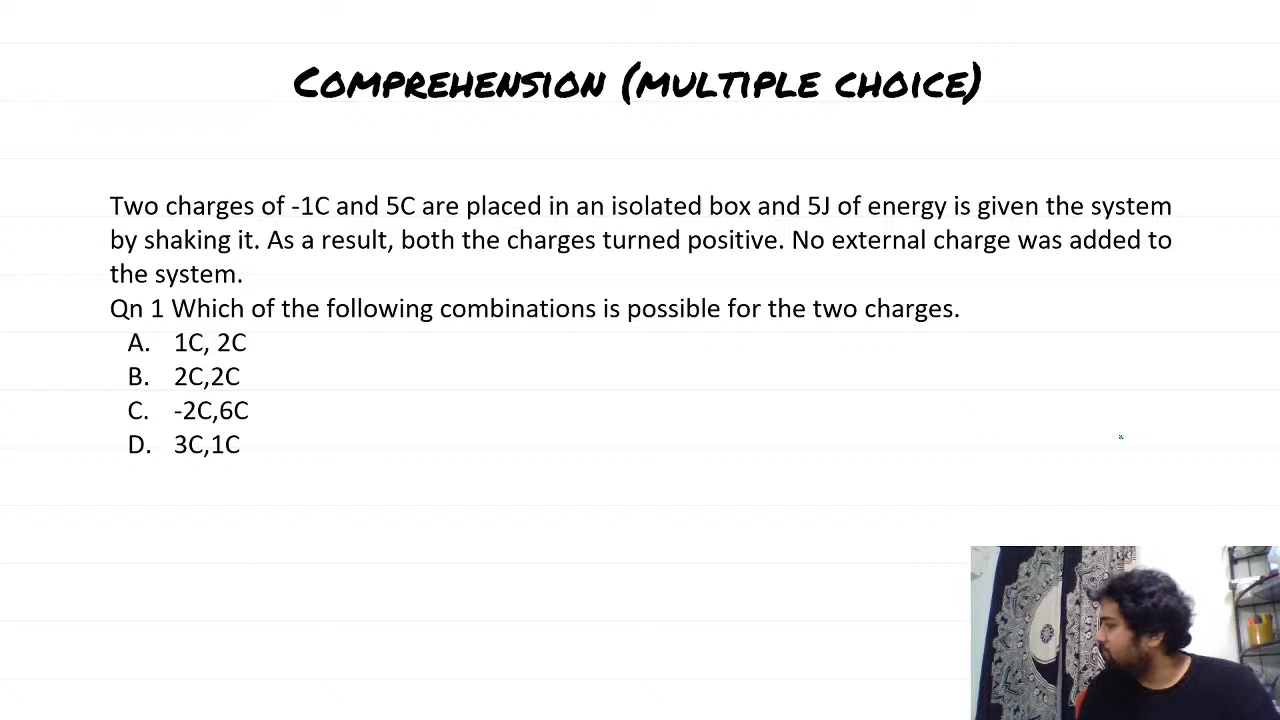 COMPREHENSION (MULTIPLE CHOICE)
Two charges of -1C and 5C are placed in an isolated box and 5J of energy is given the system
by shaking it. As a result, both the charges turned positive. No external charge was added to
the system.
Qn 1 Which of the following combinations is possible for the two charges.
A. 1C, 2C
B. 2C,2C
C. -2C,6C
D. 3C,1C